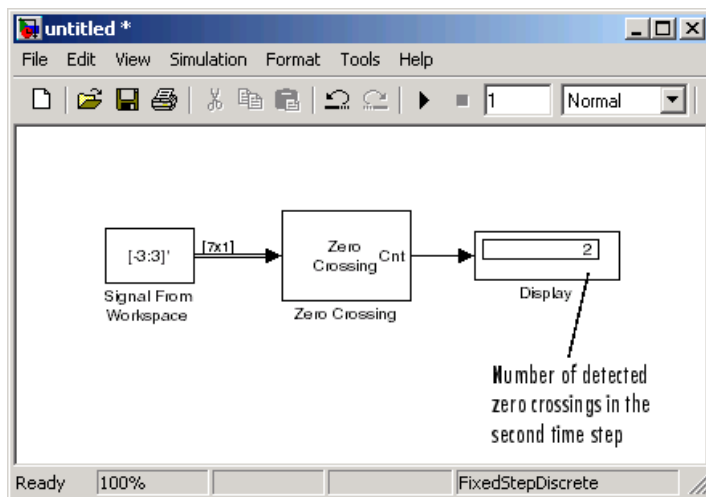 untitled *
File Edit View Simulation Format Tools Help
1 Normal
[-3:3]'
[7x1]
Zero
Crossing
Cnt
2
Signal From
Workspace
Zero Crossing
Display
Number of detected
zero crossings in the
second time step
Ready 100% FixedStepDiscrete